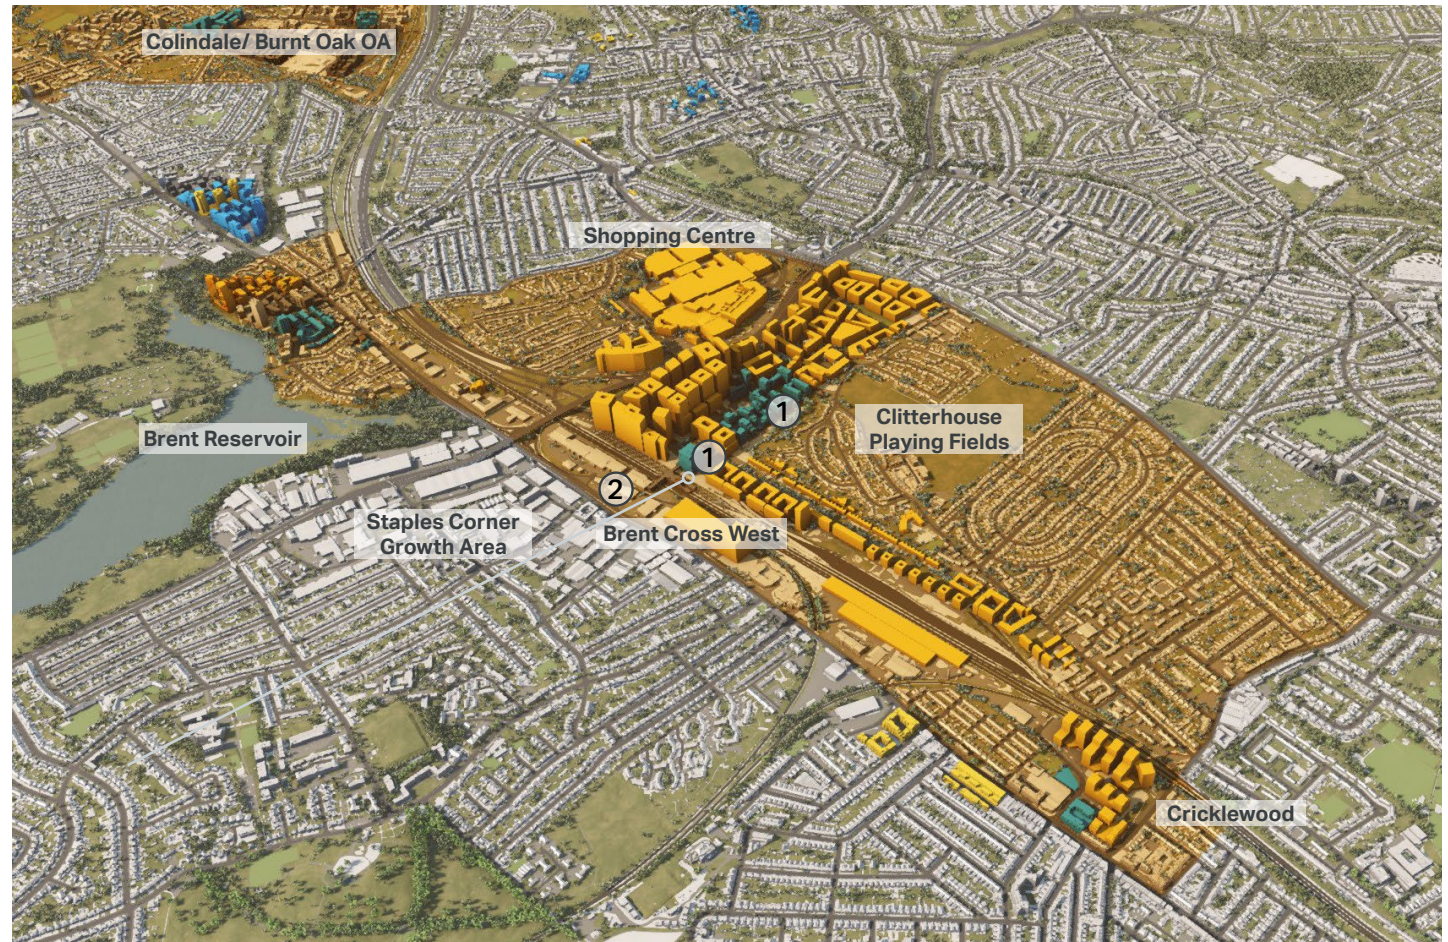 Colindale/ Burnt Oak OA
Shopping Centre
1
Clitterhouse
Playing Fields
Brent Reservoir
1
2
Staples Corner
Growth Area
Brent Cross West
Cricklewood